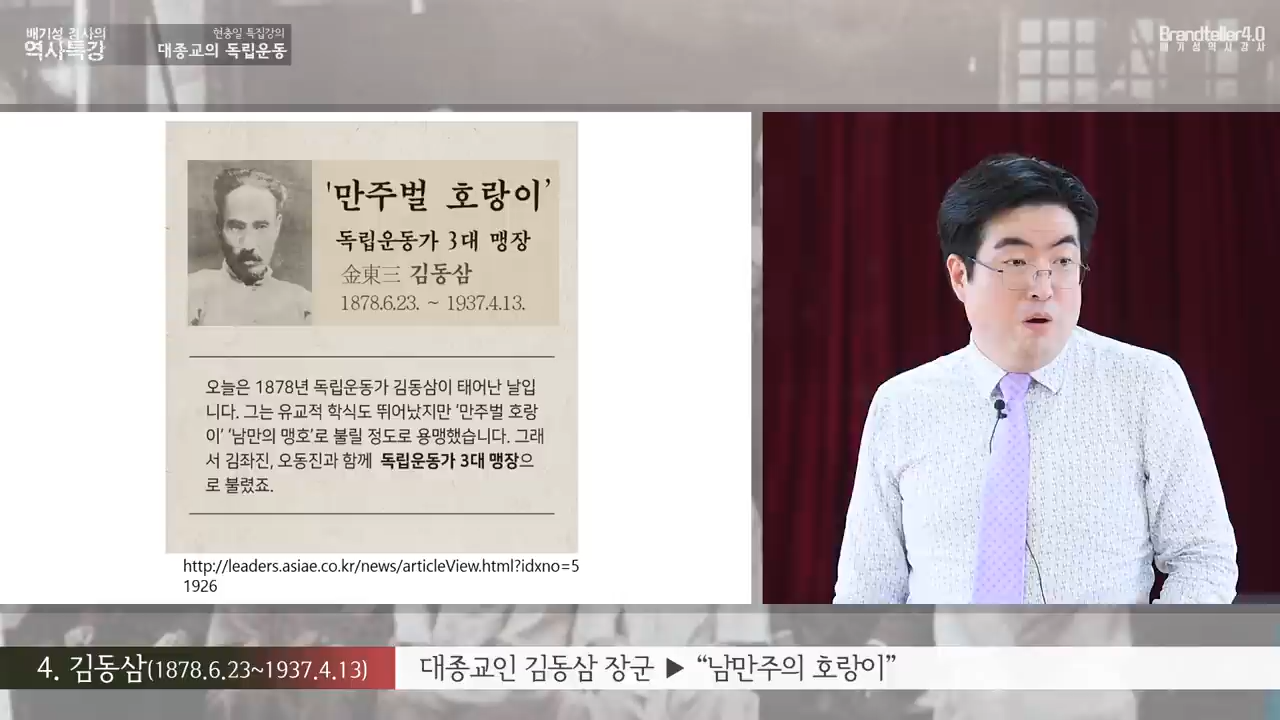 배기성 강사의
역사특강
현충일 특집강의
대종교의 독립운동
Brandteller4.0
배기성역사강사
'만주벌 호랑이'
독립운동가 3대 맹장
金東三 김동삼
1878.6.23. ~ 1937.4.13.
오늘은 1878년 독립운동가 김동삼이 태어난 날입
니다. 그는 유교적 학식도 뛰어났지만 '만주벌 호랑
이' '남만의 맹호'로 불릴 정도로 용맹했습니다. 그래
서 김좌진, 오동진과 함께 독립운동가 3대 맹장으
로 불렸죠.
http://leaders.asiae.co.kr/news/articleView.html?idxno=5
1926
4. 김동삼(1878.6.23~1937.4.13)
대종교인 김동삼 장군 ▶ “남만주의 호랑이”